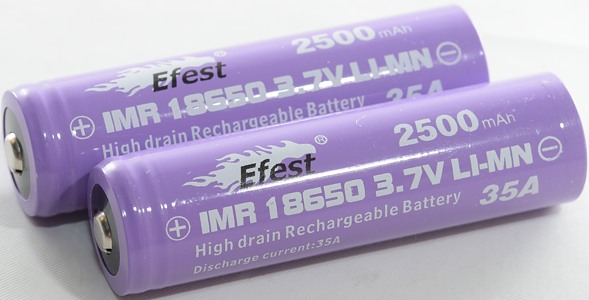 2500 mAh
Efest
IMR 18650 3.7V LI-MN
35A
High drain Rechargeable Battery
2500 mAh
Efest®
IMR 18650 3.7V LI-MN
35A
High drain Rechargeable Battery
Discharge current:35A